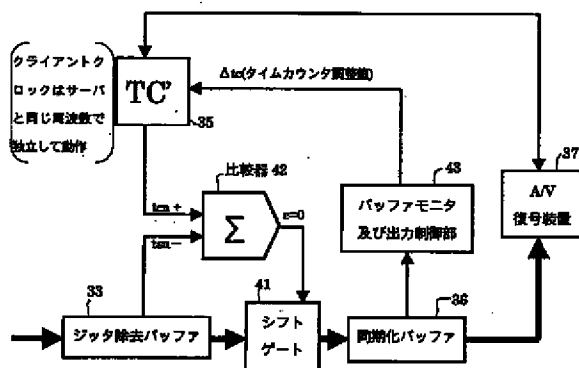 クライアントク
ロックはサーバ
と同じ周波数で
独立して動作
TC'
35
Δtc(タイムカウンタ調整値)
比較器 42
tcn +
tsn −
Σ
ε=0
43
バッファモニタ
及び出力制御部
37
A/V
復号装置
33
ジッタ除去バッファ
41
シフト
ゲート
36
同期化バッファ